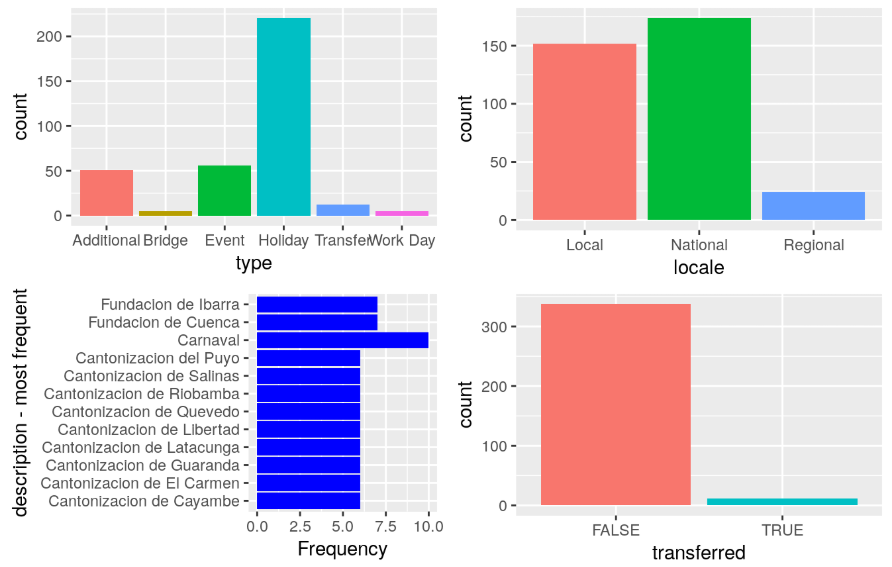 count
200
150
100
50
0
Additional Bridge Event Holiday Transfer Work Day
type
count
150
100
50
0
Local National Regional
locale
description - most frequent
Fundacion de Ibarra
Fundacion de Cuenca
Carnaval
Cantonizacion del Puyo
Cantonizacion de Salinas
Cantonizacion de Riobamba
Cantonizacion de Quevedo
Cantonizacion de Libertad
Cantonizacion de Latacunga
Cantonizacion de Guaranda
Cantonizacion de El Carmen
Cantonizacion de Cayambe
0.0 2.5 5.0 7.5 10.0
Frequency
count
300
200
100
0
FALSE TRUE
transferred